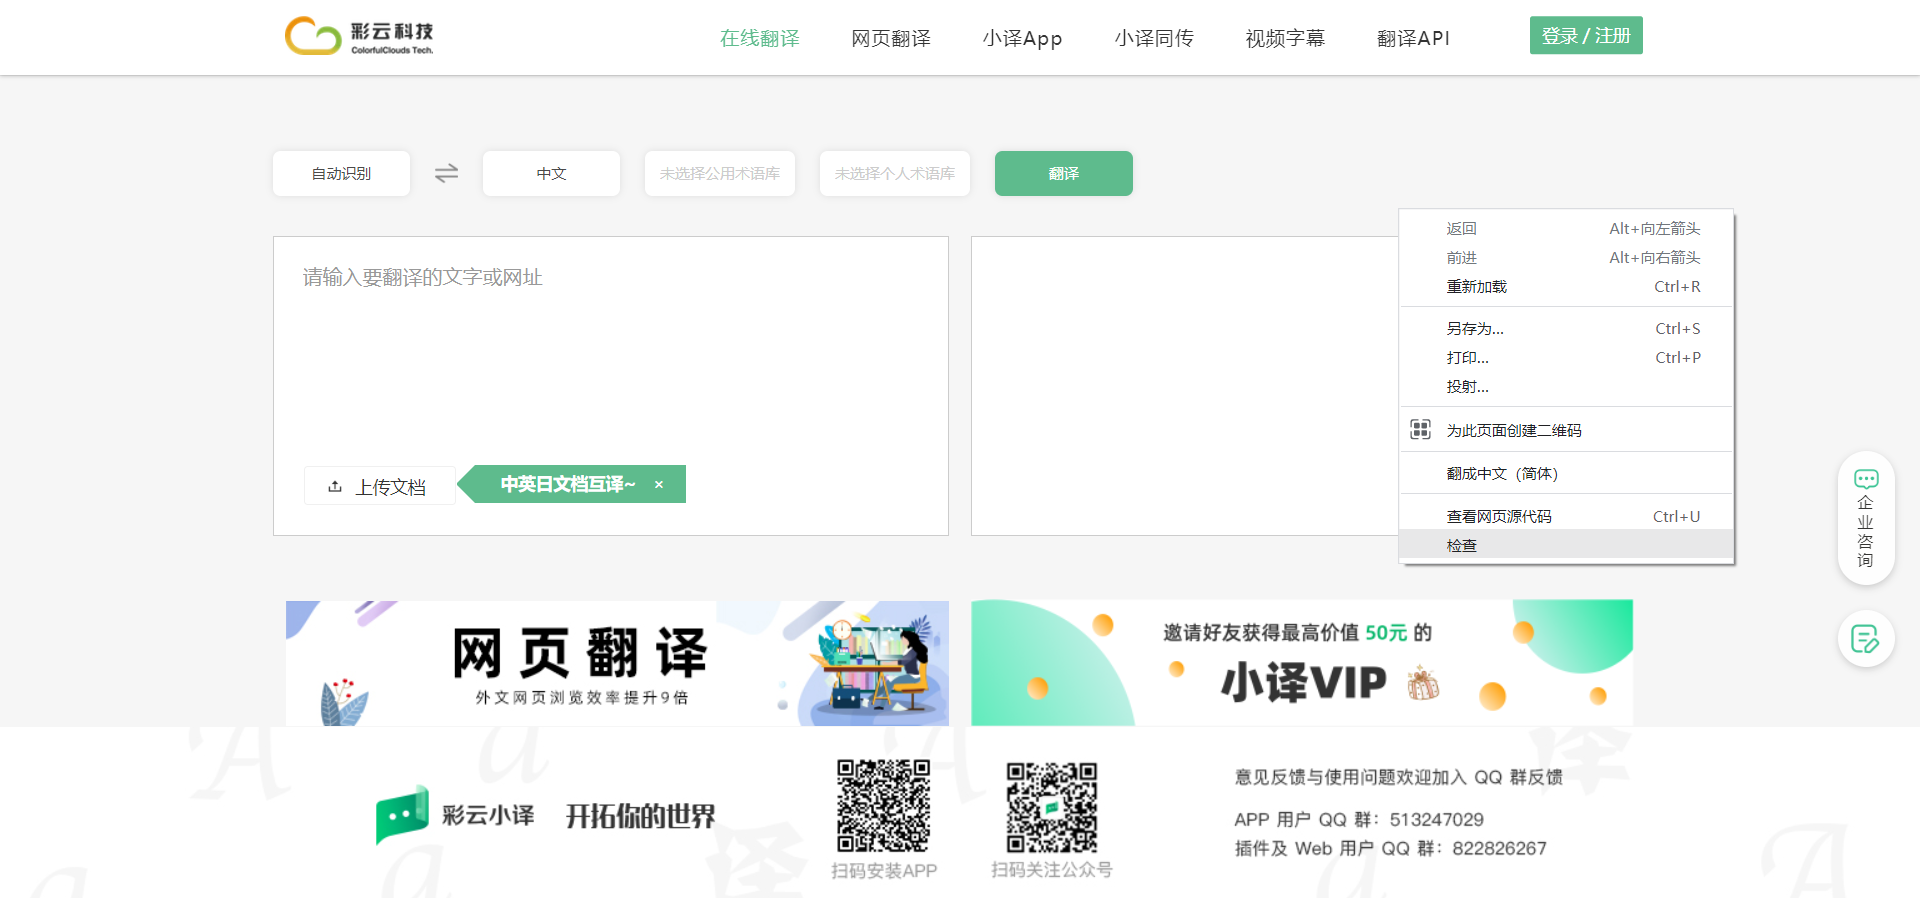 彩云科技
ColorfulClouds Tech.
在线翻译
网页翻译
小译App
小译同传
视频字幕
翻译API
登录 / 注册
自动识别
中文
未选择公用术语库
未选择个人术语库
翻译
请输入要翻译的文字或网址
上传文档
中英日文档互译~ ×
返回 Alt+向左箭头
前进 Alt+向右箭头
重新加载 Ctrl+R
另存为... Ctrl+S
打印... Ctrl+P
投射...
为此页面创建二维码
翻成中文（简体）
查看网页源代码 Ctrl+U
检查
企
业
咨
询
网页翻译
外文网页浏览效率提升9倍
邀请好友获得最高价值 50元 的
小译VIP
彩云小译
开拓你的世界
扫码安装APP
扫码关注公众号
意见反馈与使用问题欢迎加入 QQ 群反馈
APP 用户 QQ 群：513247029
插件及 Web 用户 QQ 群：822826267
A
a
译
A
译
a
a
a
A